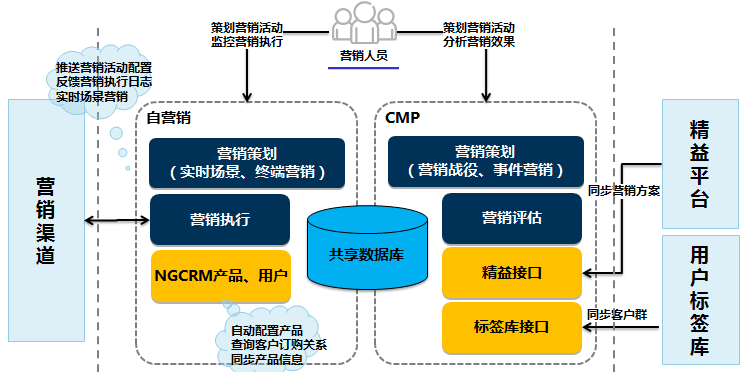 策划营销活动
监控营销执行
营销人员
策划营销活动
分析营销效果
推送营销活动配置
反馈营销执行日志
实时场景营销
营销渠道
自营销
营销策划
（实时场景、终端营销）
营销执行
NGCRM产品、用户
自动配置产品
查询客户订购关系
同步产品信息
共享数据库
CMP
营销策划
（营销战役、事件营销）
营销评估
精益接口
标签库接口
同步营销方案
同步客户群
精益平台
用户标签库